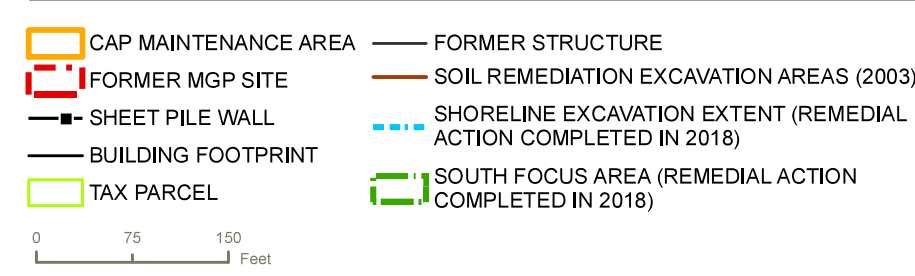 CAP MAINTENANCE AREA
FORMER MGP SITE
SHEET PILE WALL
BUILDING FOOTPRINT
TAX PARCEL
FORMER STRUCTURE
SOIL REMEDIATION EXCAVATION AREAS (2003)
SHORELINE EXCAVATION EXTENT (REMEDIAL
ACTION COMPLETED IN 2018)
SOUTH FOCUS AREA (REMEDIAL ACTION
COMPLETED IN 2018)
0 75 150
Feet